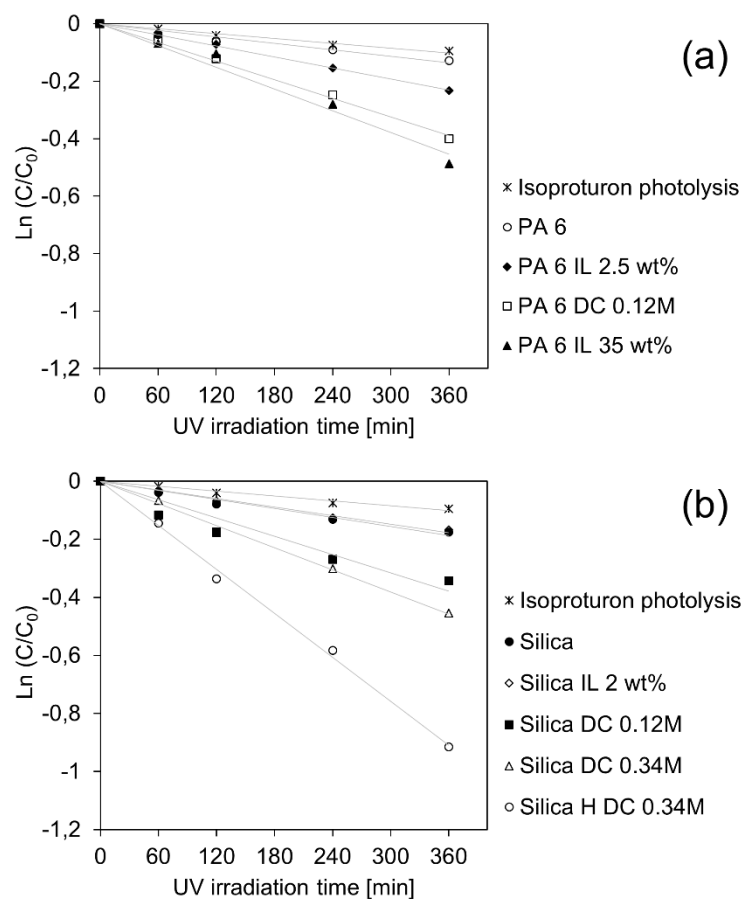 (a)
0
-0,2
-0,4
-0,6
-0,8
-1
-1,2
Ln (C/C₀)
0 60 120 180 240 300 360
UV irradiation time [min]
Isoproturon photolysis
PA 6
PA 6 IL 2.5 wt%
PA 6 DC 0.12M
PA 6 IL 35 wt%
(b)
0
-0,2
-0,4
-0,6
-0,8
-1
-1,2
Ln (C/C₀)
0 60 120 180 240 300 360
UV irradiation time [min]
Isoproturon photolysis
Silica
Silica IL 2 wt%
Silica DC 0.12M
Silica DC 0.34M
Silica H DC 0.34M